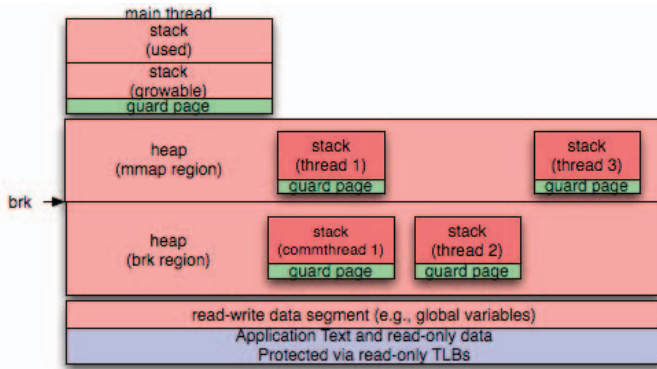 main thread
stack
(used)
stack
(growable)
guard page
heap
(mmap region)
stack
(thread 1)
guard page
stack
(thread 3)
guard page
brk
heap
(brk region)
stack
(commthread 1)
guard page
stack
(thread 2)
guard page
read-write data segment (e.g., global variables)
Application Text and read-only data
Protected via read-only TLBs